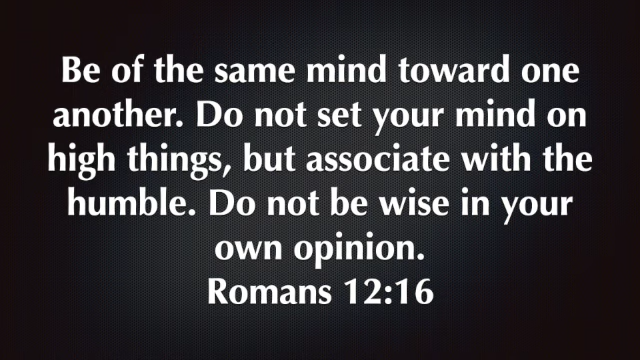 Be of the same mind toward one
another. Do not set your mind on
high things, but associate with the
humble. Do not be wise in your
own opinion.
Romans 12:16